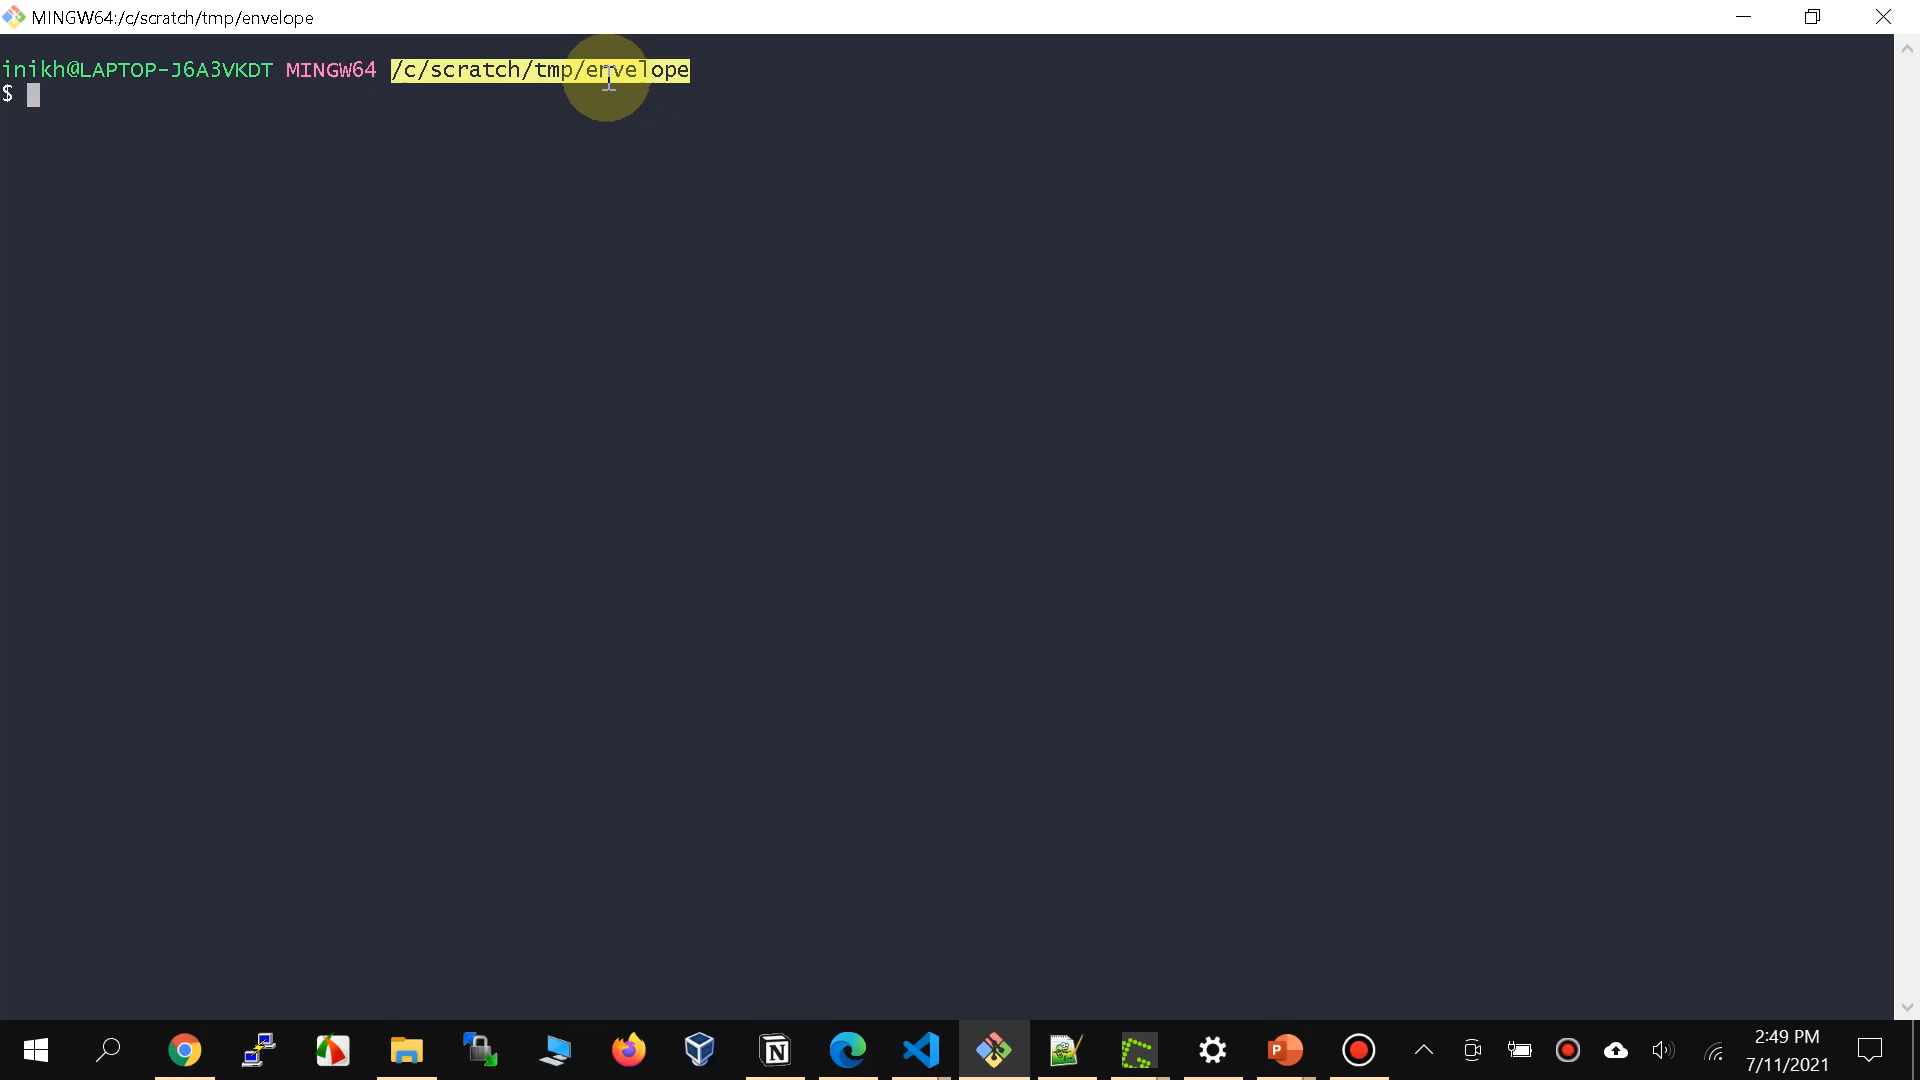 MINGW64:/c/scratch/tmp/envelope
inikh@LAPTOP-J6A3VKDT MINGW64 /c/scratch/tmp/envelope
$
2:49 PM
7/11/2021